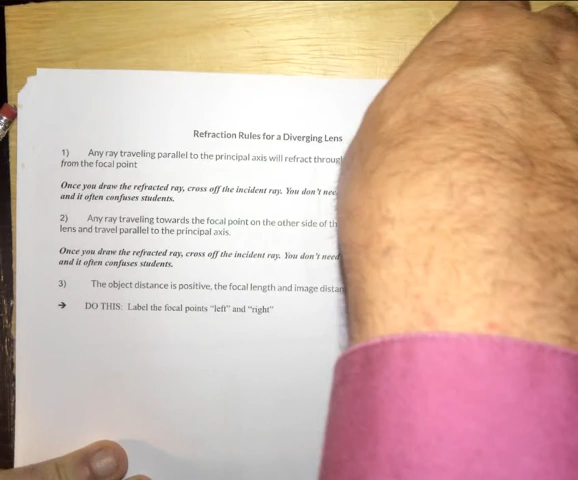 Refraction Rules for a Diverging Lens
1) Any ray traveling parallel to the principal axis will refract
from the focal point
Once you draw the refracted ray, cross off the incident ray. You don't
and it often confuses students.
2) Any ray traveling towards the focal point on the other side of
lens and travel parallel to the principal axis.
Once you draw the refracted ray, cross off the incident ray. You don't need
and it often confuses students.
3) The object distance is positive, the focal length and image
➔ DO THIS: Label the focal points "left" and "right"